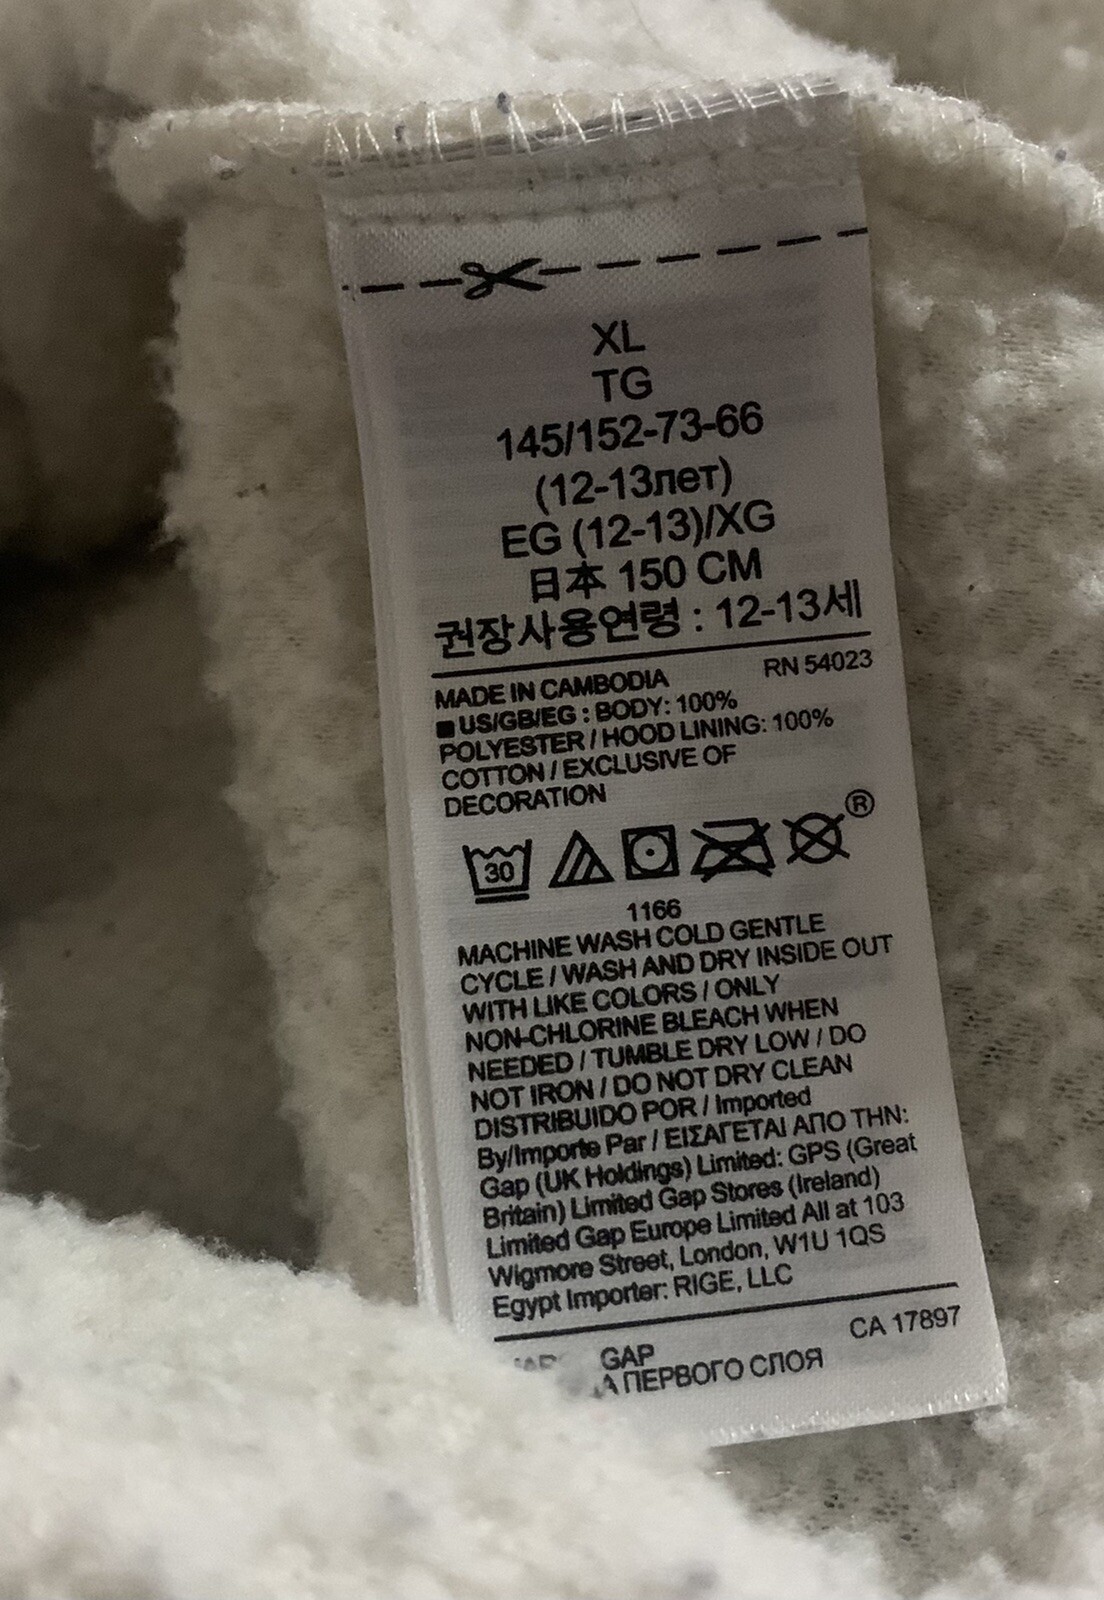 XL
TG
145/152-73-66
(12-13лет)
EG (12-13)/XG
日本 150 CM
권장사용연령 : 12-13세
MADE IN CAMBODIA RN 54023
US/GB/EG : BODY: 100%
POLYESTER / HOOD LINING: 100%
COTTON / EXCLUSIVE OF
DECORATION
30 ®
1166
MACHINE WASH COLD GENTLE
CYCLE / WASH AND DRY INSIDE OUT
WITH LIKE COLORS / ONLY
NON-CHLORINE BLEACH WHEN
NEEDED / TUMBLE DRY LOW / DO
NOT IRON / DO NOT DRY CLEAN
DISTRIBUIDO POR / Imported
By/Importe Par / ΕΙΣΑΓΕΤΑΙ ΑΠΟ ΤΗΝ:
Gap (UK Holdings) Limited: GPS (Great
Britain) Limited Gap Stores (Ireland)
Limited Gap Europe Limited All at 103
Wigmore Street, London, W1U 1QS
Egypt Importer: RIGE, LLC
CA 17897
GAP
ПЕРВОГО СЛОЯ